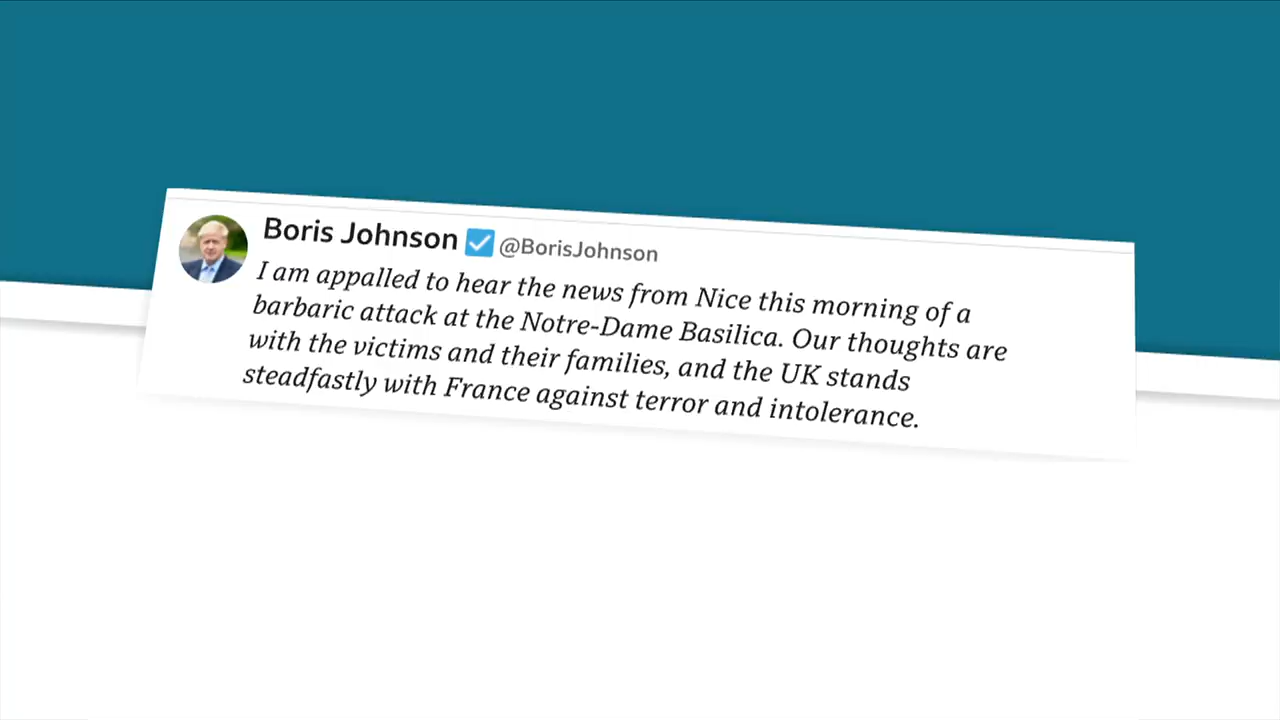 Boris Johnson @BorisJohnson
I am appalled to hear the news from Nice this morning of a
barbaric attack at the Notre-Dame Basilica. Our thoughts are
with the victims and their families, and the UK stands
steadfastly with France against terror and intolerance.